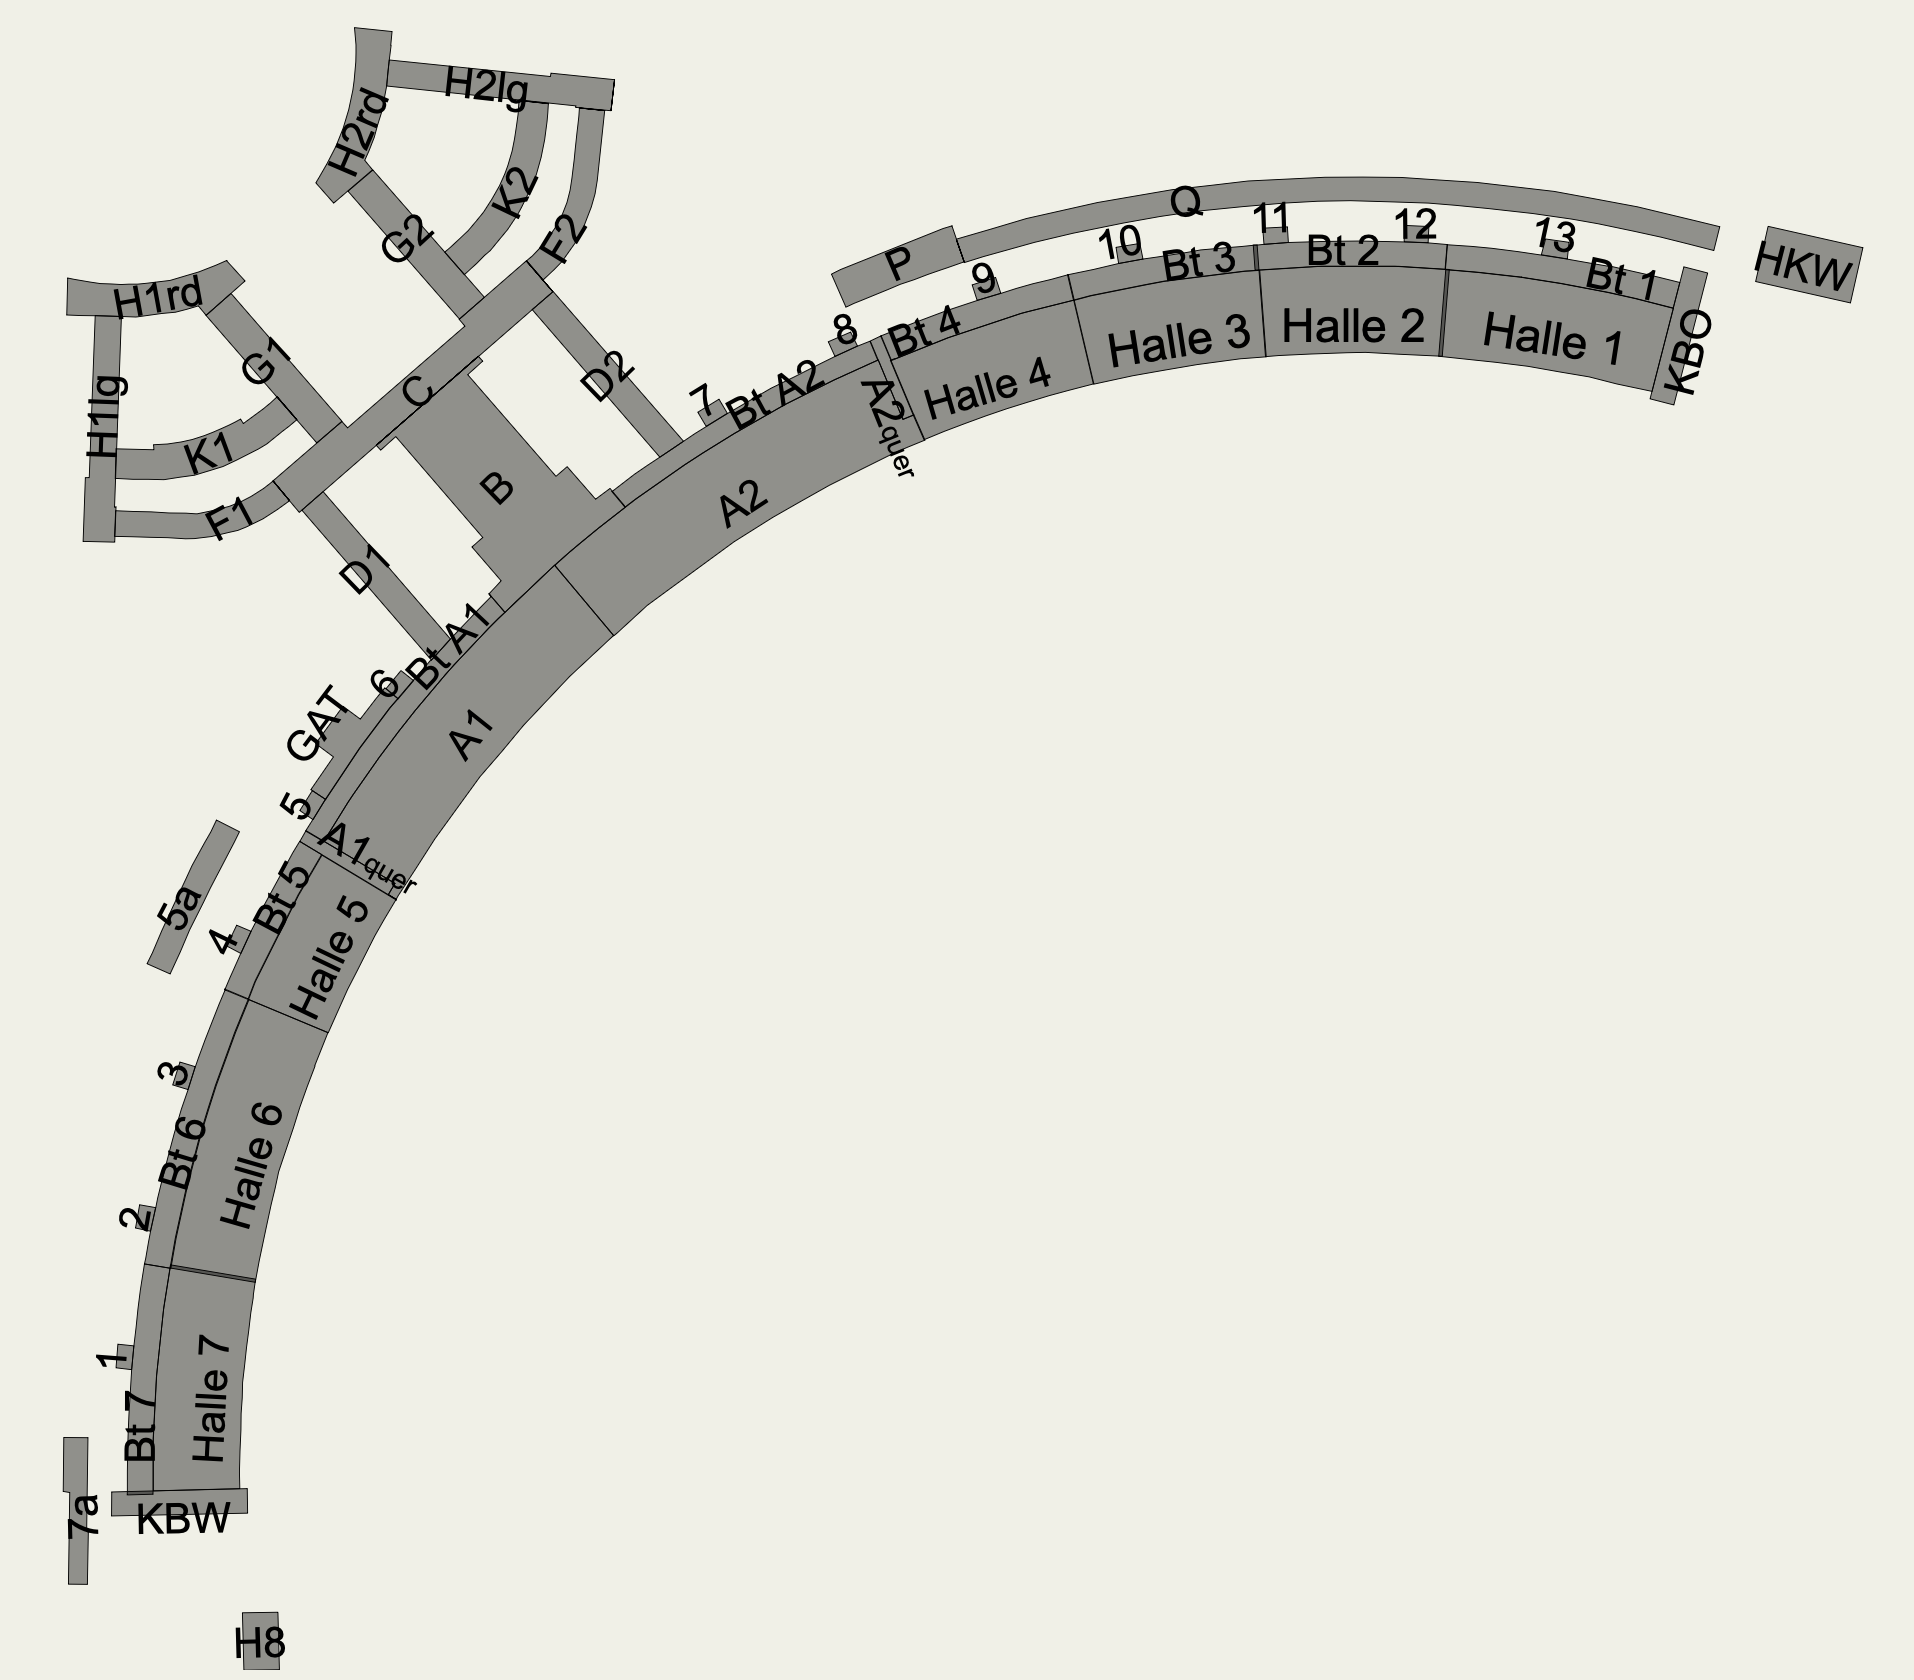 H2lg
H2rd
K2
G2
F2
H1rd
G1
H1lg
K1
F1
C
D2
B
D1
Q
P
11
12
13
10
9
8
7
Bt 3
Bt 2
Bt 1
Bt 4
Bt A2
HKW
KBO
Halle 3
Halle 2
Halle 1
Halle 4
A2quer
A2
Bt A1
6
GAT
A1
5
A1quer
5a
Bt 5
4
Halle 5
3
Bt 6
Halle 6
2
1
Bt 7
Halle 7
7a
KBW
H8